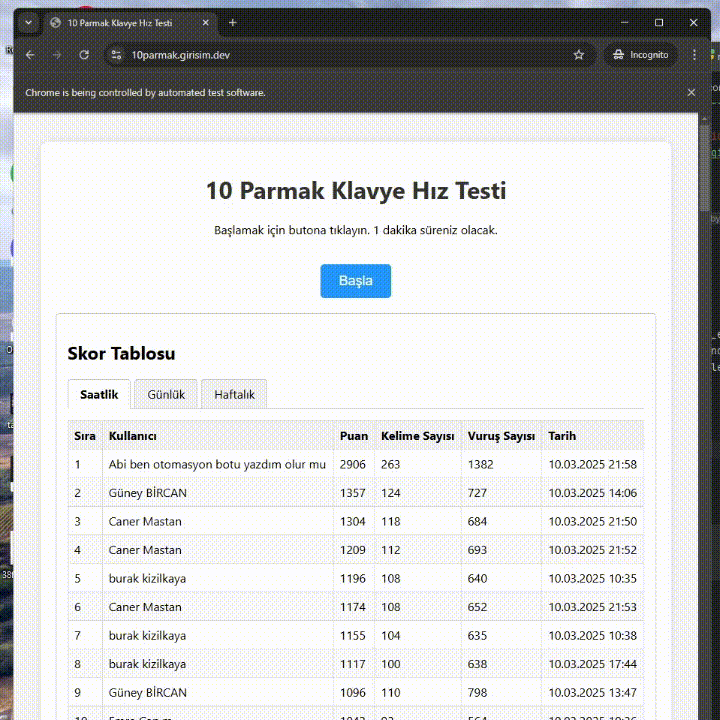 10 Parmak Klavye Hız Testi
10parmak.girisim.dev
Incognito
Chrome is being controlled by automated test software.
10 Parmak Klavye Hız Testi
Başlamak için butona tıklayın. 1 dakika süreniz olacak.
Başla
Skor Tablosu
Saatlik Günlük Haftalık
Sıra Kullanıcı Puan Kelime Sayısı Vuruş Sayısı Tarih
1 Abi ben otomasyon botu yazdım olur mu 2906 263 1382 10.03.2025 21:58
2 Güney BİRCAN 1357 124 727 10.03.2025 14:06
3 Caner Mastan 1304 118 684 10.03.2025 21:50
4 Caner Mastan 1209 112 693 10.03.2025 21:52
5 burak kizilkaya 1196 108 640 10.03.2025 10:35
6 Caner Mastan 1174 108 652 10.03.2025 21:53
7 burak kizilkaya 1155 104 635 10.03.2025 10:38
8 burak kizilkaya 1117 100 638 10.03.2025 17:44
9 Güney BİRCAN 1096 110 798 10.03.2025 13:47